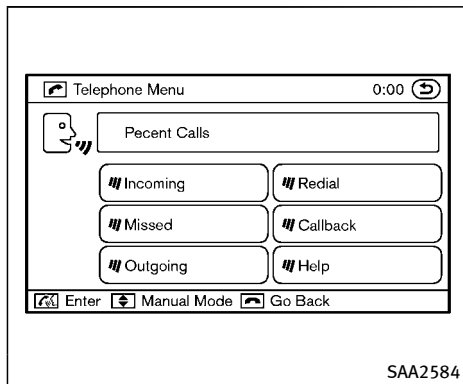 Telephone Menu 0:00
Pecent Calls
Incoming Redial
Missed Callback
Outgoing Help
Enter Manual Mode Go Back
SAA2584